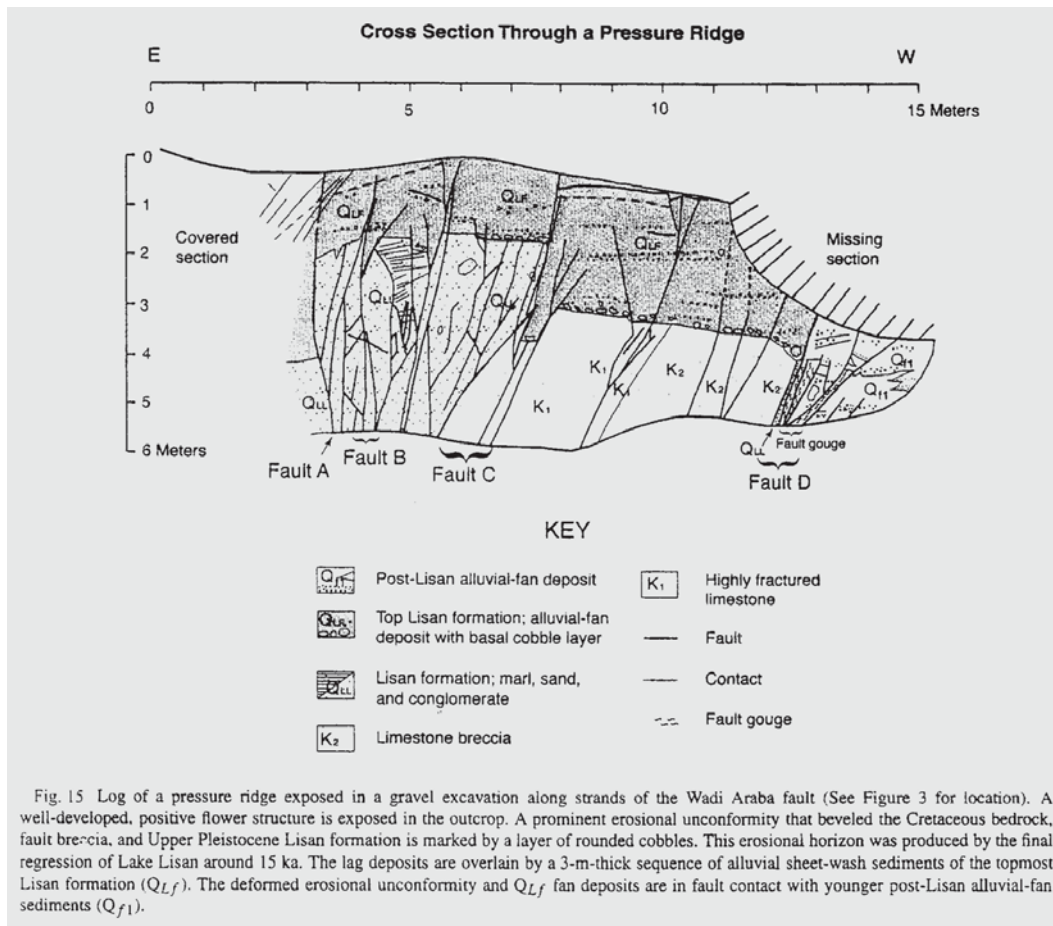 Cross Section Through a Pressure Ridge
E W
0 5 10 15 Meters
0
1
2
3
4
5
6 Meters
Covered
section
Missing
section
QLF
QLF
QLF
QLL
QLL
QLL
K1
K1
K1
K2
K2
K2
Qf1
Qf1
QLL
Fault gouge
Fault A
Fault B
Fault C
Fault D
KEY
Qf1 Post-Lisan alluvial-fan deposit
Top Lisan formation; alluvial-fan
deposit with basal cobble layer
QLL Lisan formation; marl, sand,
and conglomerate
K2 Limestone breccia
K1 Highly fractured
limestone
Fault
Contact
Fault gouge
Fig. 15 Log of a pressure ridge exposed in a gravel excavation along strands of the Wadi Araba fault (See Figure 3 for location). A
well-developed, positive flower structure is exposed in the outcrop. A prominent erosional unconformity that beveled the Cretaceous bedrock,
fault breccia, and Upper Pleistocene Lisan formation is marked by a layer of rounded cobbles. This erosional horizon was produced by the final
regression of Lake Lisan around 15 ka. The lag deposits are overlain by a 3-m-thick sequence of alluvial sheet-wash sediments of the topmost
Lisan formation (QLf). The deformed erosional unconformity and QLf fan deposits are in fault contact with younger post-Lisan alluvial-fan
sediments (Qf1).